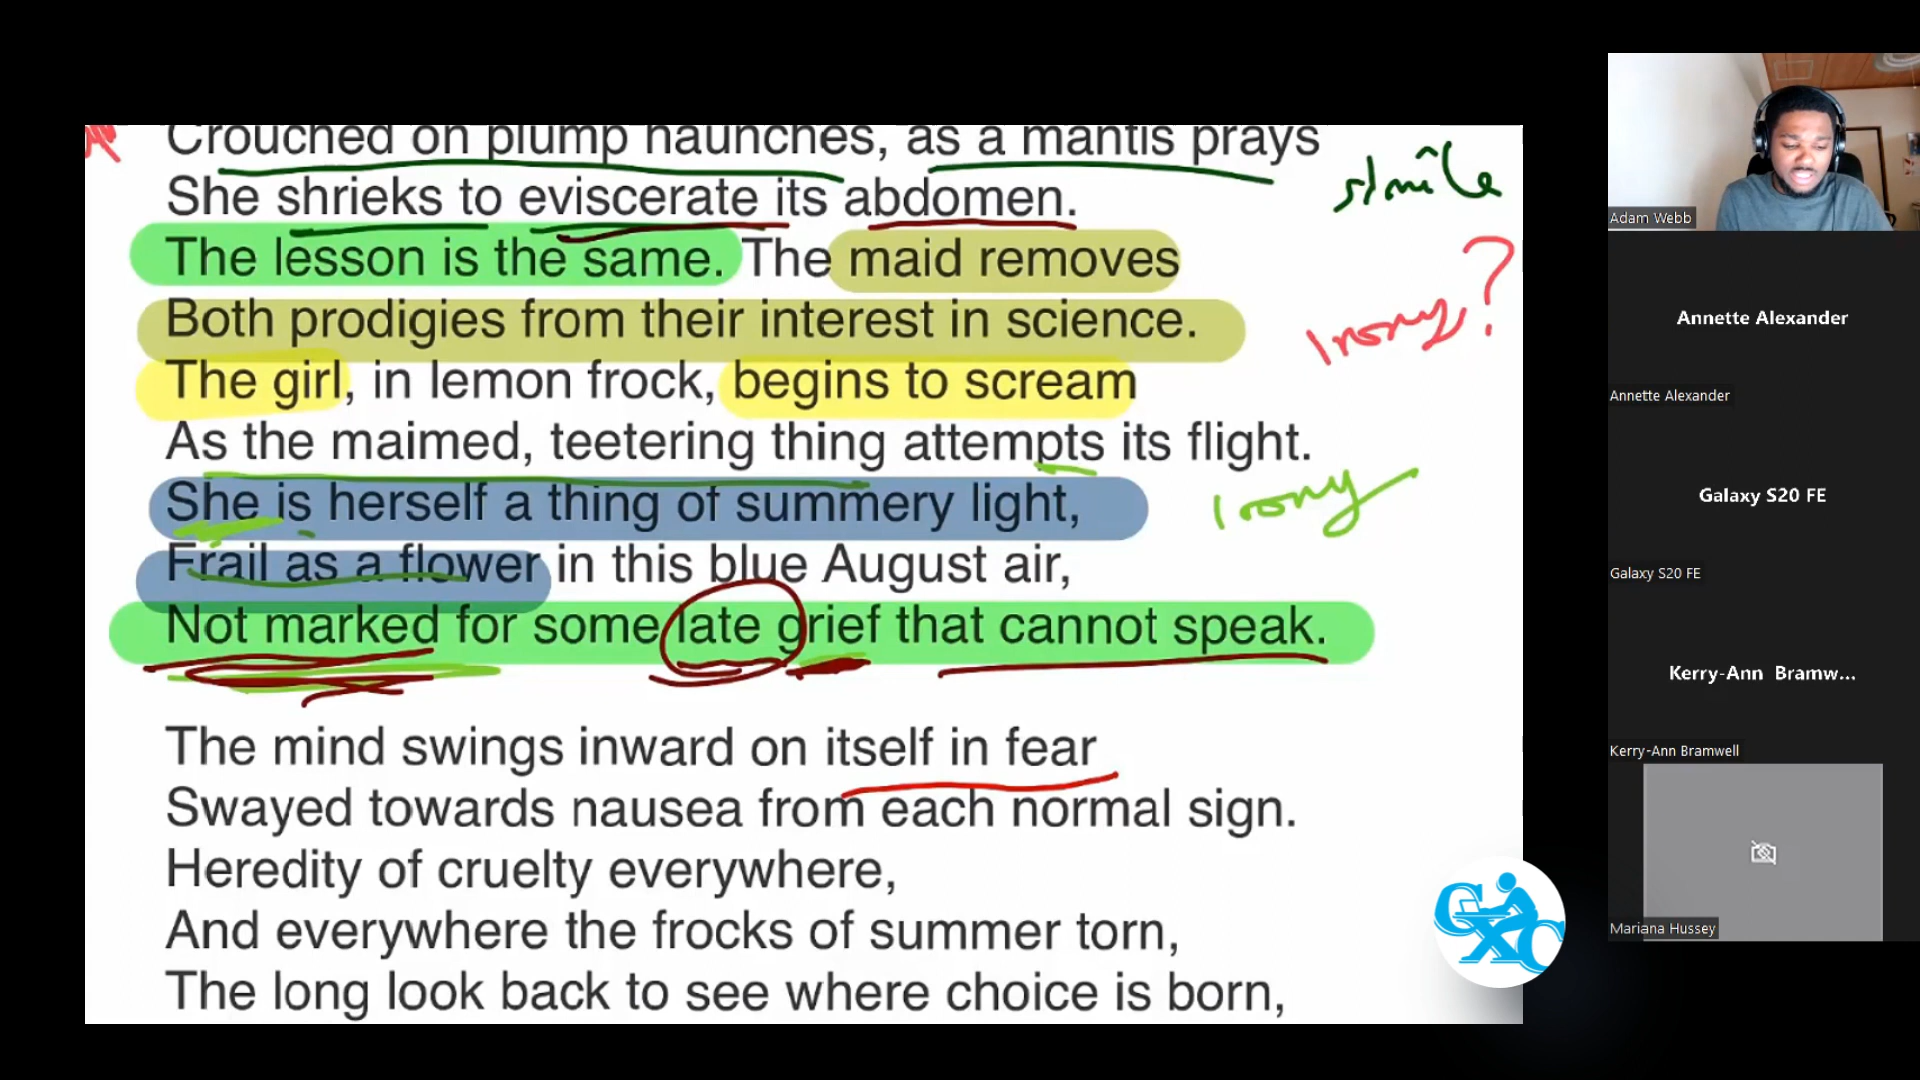 Crouched on plump haunches, as a mantis prays
She shrieks to eviscerate its abdomen.
simile
The lesson is the same. The maid removes
Both prodigies from their interest in science.
Irony?
The girl, in lemon frock, begins to scream
As the maimed, teetering thing attempts its flight.
She is herself a thing of summery light,
Irony
Frail as a flower in this blue August air,
Not marked for some late grief that cannot speak.
The mind swings inward on itself in fear
Swayed towards nausea from each normal sign.
Heredity of cruelty everywhere,
And everywhere the frocks of summer torn,
The long look back to see where choice is born,
CXC
Adam Webb
Annette Alexander
Annette Alexander
Galaxy S20 FE
Galaxy S20 FE
Kerry-Ann Bramw...
Kerry-Ann Bramwell
Mariana Hussey